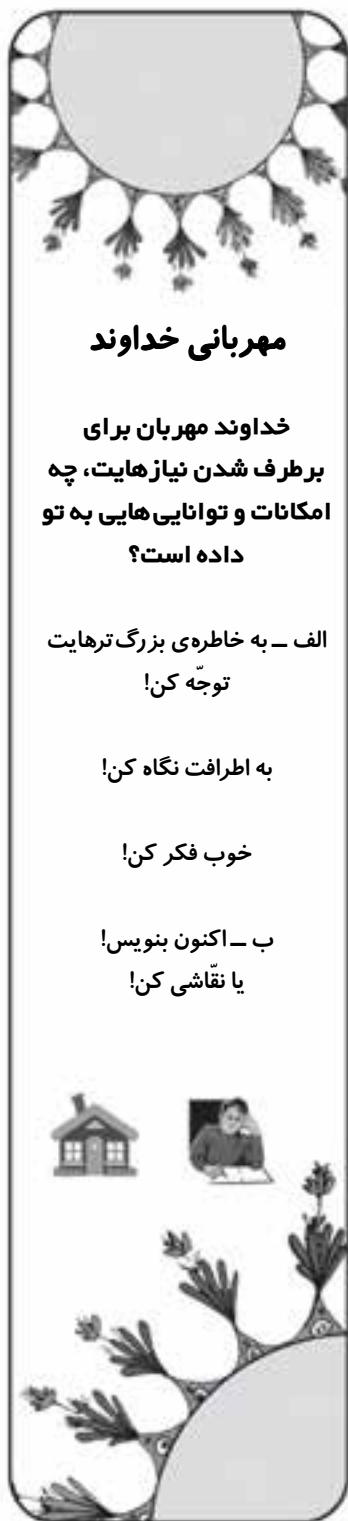 مهربانی خداوند
خداوند مهربان برای
برطرف شدن نیازهایت، چه
امکانات و توانایی‌هایی به تو
داده است؟
الف ــ به خاطره‌ی بزرگ‌ترهایت
توجّه کن!
به اطرافت نگاه کن!
خوب فکر کن!
ب ــ اکنون بنویس!
یا نقّاشی کن!